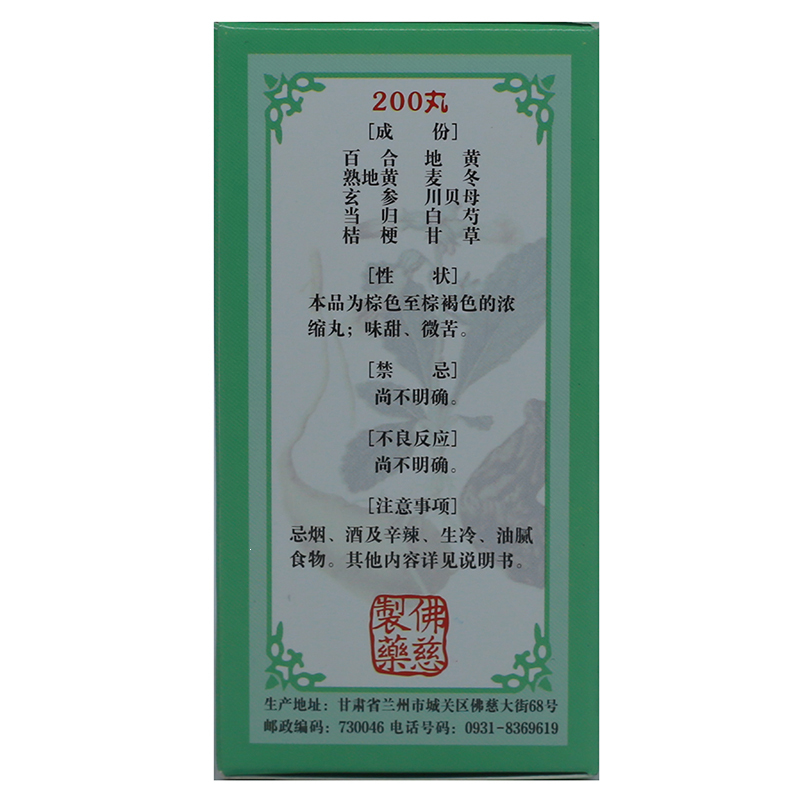 200丸
[成 份]
百 合 地 黄
熟地黄 麦 冬
玄 参 川贝母
当 归 白 芍
桔 梗 甘 草
[性 状]
本品为棕色至棕褐色的浓
缩丸；味甜、微苦。
[禁 忌]
尚不明确。
[不良反应]
尚不明确。
[注意事项]
忌烟、酒及辛辣、生冷、油腻
食物。其他内容详见说明书。
佛慈
製藥
生产地址：甘肃省兰州市城关区佛慈大街68号
邮政编码：730046 电话号码：0931-8369619